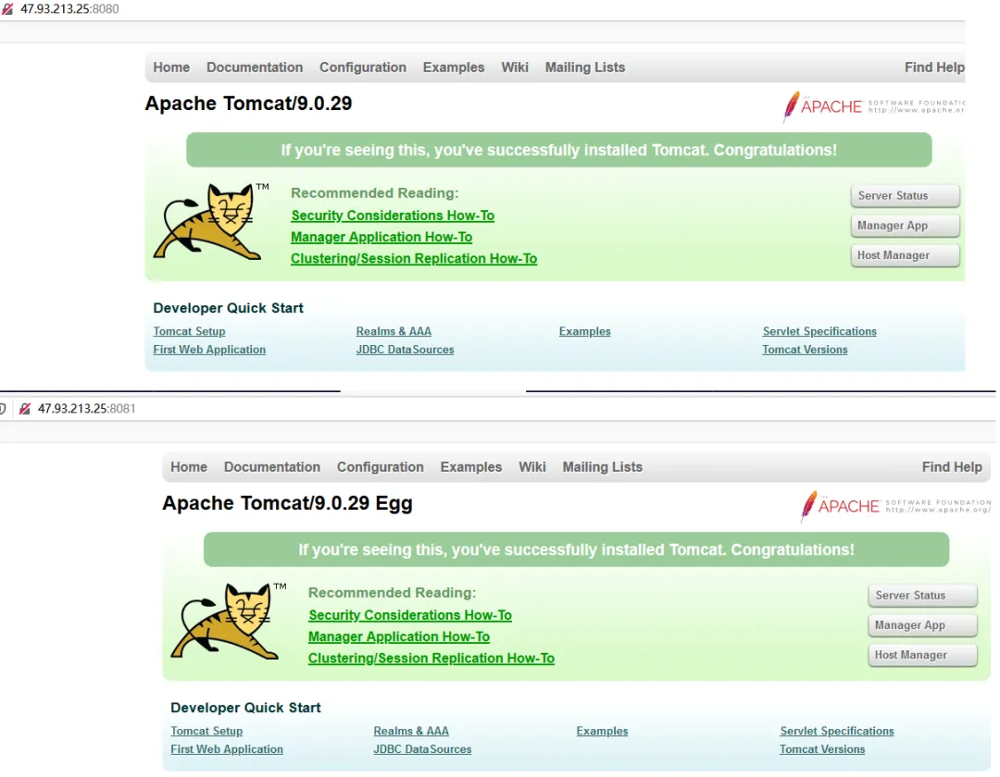 47.93.213.25:8080
Home Documentation Configuration Examples Wiki Mailing Lists Find Help
Apache Tomcat/9.0.29
APACHE SOFTWARE FOUNDATIO
http://www.apache.or
If you're seeing this, you've successfully installed Tomcat. Congratulations!
TM
Recommended Reading:
Security Considerations How-To
Manager Application How-To
Clustering/Session Replication How-To
Server Status
Manager App
Host Manager
Developer Quick Start
Tomcat Setup Realms & AAA Examples Servlet Specifications
First Web Application JDBC DataSources Tomcat Versions
47.93.213.25:8081
Home Documentation Configuration Examples Wiki Mailing Lists Find Help
Apache Tomcat/9.0.29 Egg
APACHE SOFTWARE FOUNDATION
http://www.apache.org/
If you're seeing this, you've successfully installed Tomcat. Congratulations!
TM
Recommended Reading:
Security Considerations How-To
Manager Application How-To
Clustering/Session Replication How-To
Server Status
Manager App
Host Manager
Developer Quick Start
Tomcat Setup Realms & AAA Examples Servlet Specifications
First Web Application JDBC DataSources Tomcat Versions